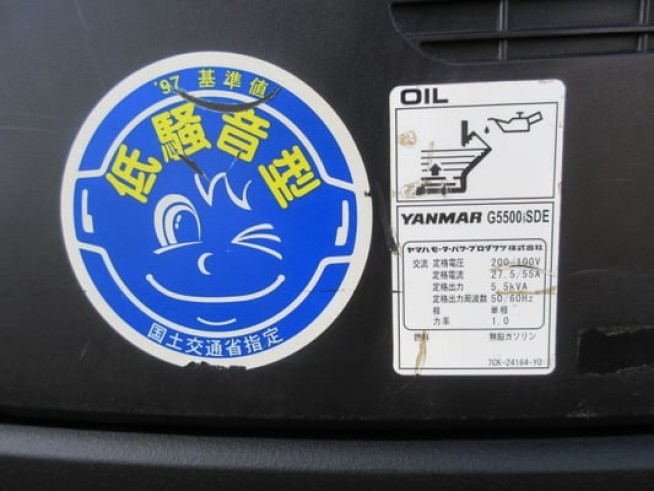 '97 基準値
低騒音型
国土交通省指定
OIL
YANMAR G5500iSDE
ヤマハモーターパワープロダクツ株式会社
交流 定格電圧 200/100V
定格電流 27.5/55A
定格出力 5.5kVA
定格出力周波数 50/60Hz
相 単相
力率 1.0
燃料 無鉛ガソリン
7CK-24164-Y0